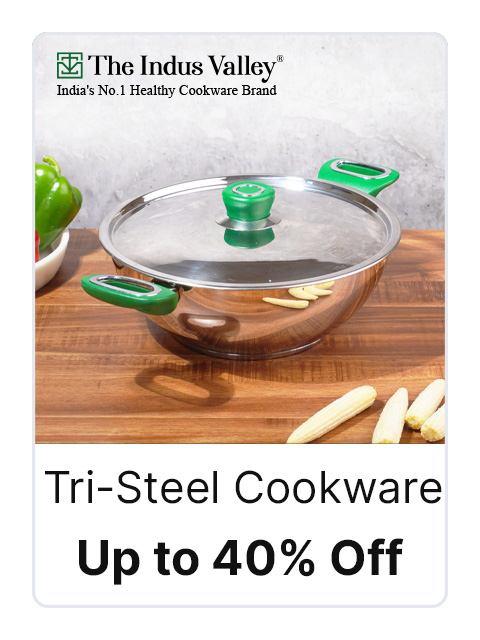 The Indus Valley®
India's No.1 Healthy Cookware Brand
Tri-Steel Cookware
Up to 40% Off